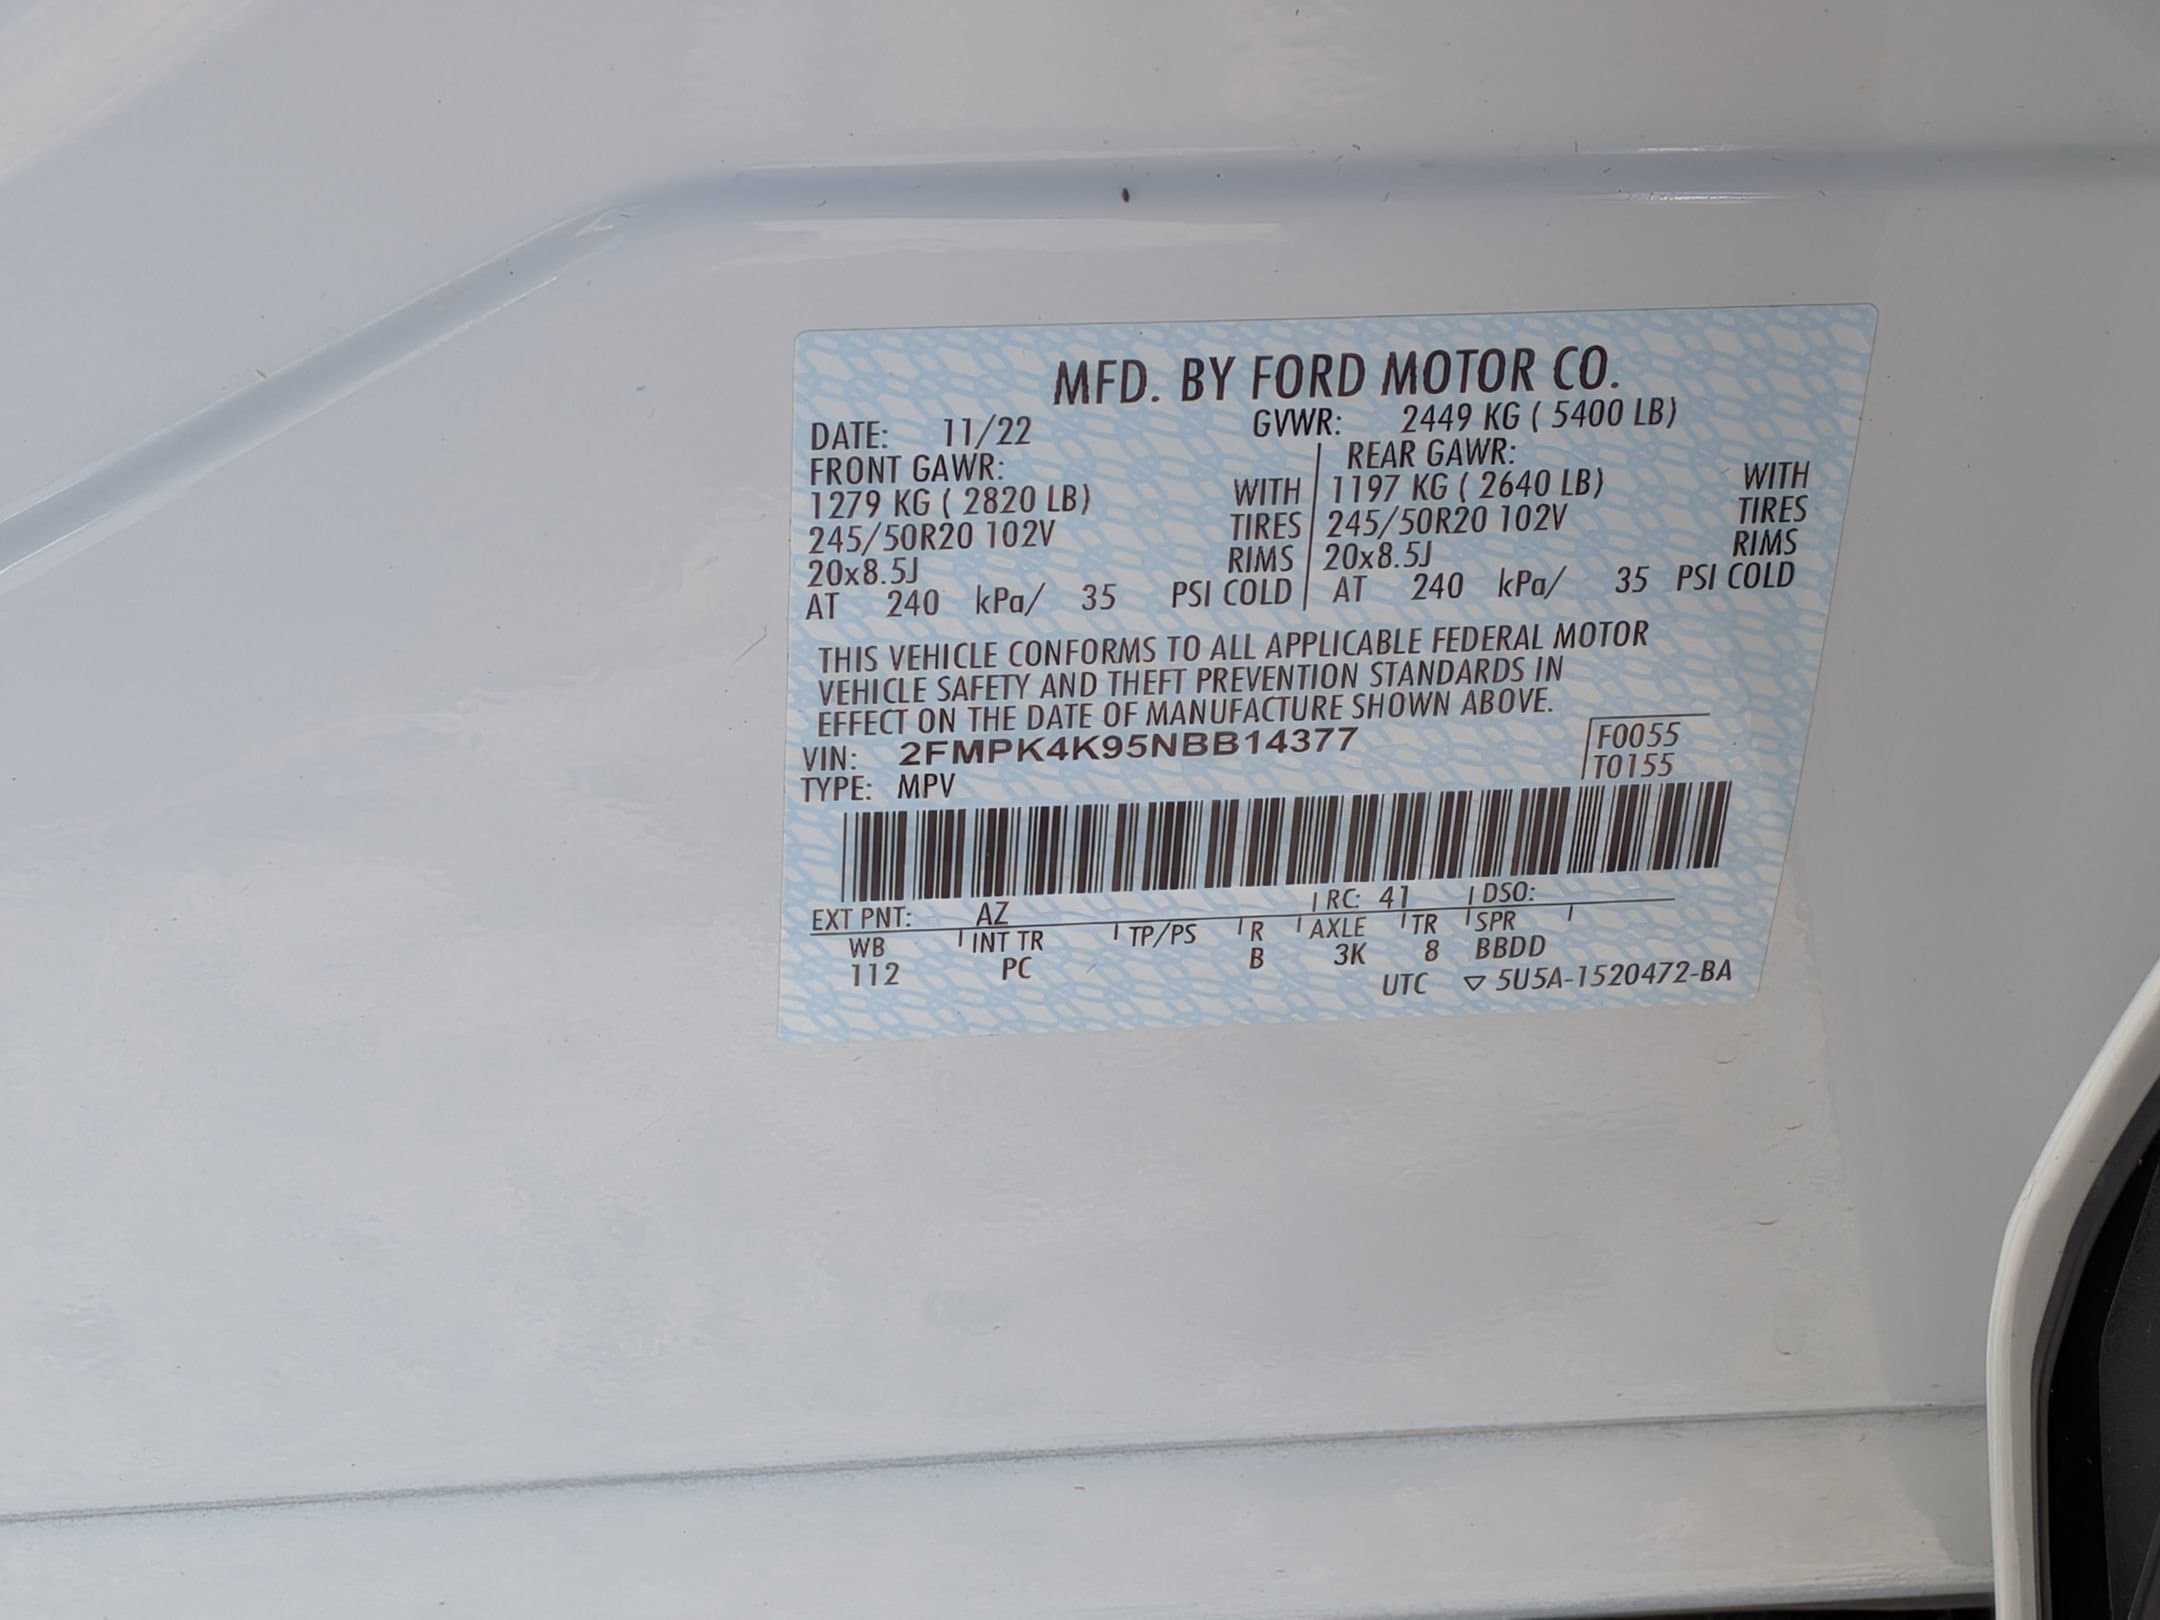 MFD. BY FORD MOTOR CO.
DATE: 11/22 GVWR: 2449 KG ( 5400 LB)
FRONT GAWR: REAR GAWR:
1279 KG ( 2820 LB) WITH 1197 KG ( 2640 LB) WITH
245/50R20 102V TIRES 245/50R20 102V TIRES
20x8.5J RIMS 20x8.5J RIMS
AT 240 kPa/ 35 PSI COLD AT 240 kPa/ 35 PSI COLD
THIS VEHICLE CONFORMS TO ALL APPLICABLE FEDERAL MOTOR
VEHICLE SAFETY AND THEFT PREVENTION STANDARDS IN
EFFECT ON THE DATE OF MANUFACTURE SHOWN ABOVE.
VIN: 2FMPK4K95NBB14377 F0055
TYPE: MPV T0155
EXT PNT: AZ RC: 41 DSO:
WB INT TR TP/PS R AXLE TR SPR
112 PC B 3K 8 BBDD
UTC ▽ 5U5A-1520472-BA